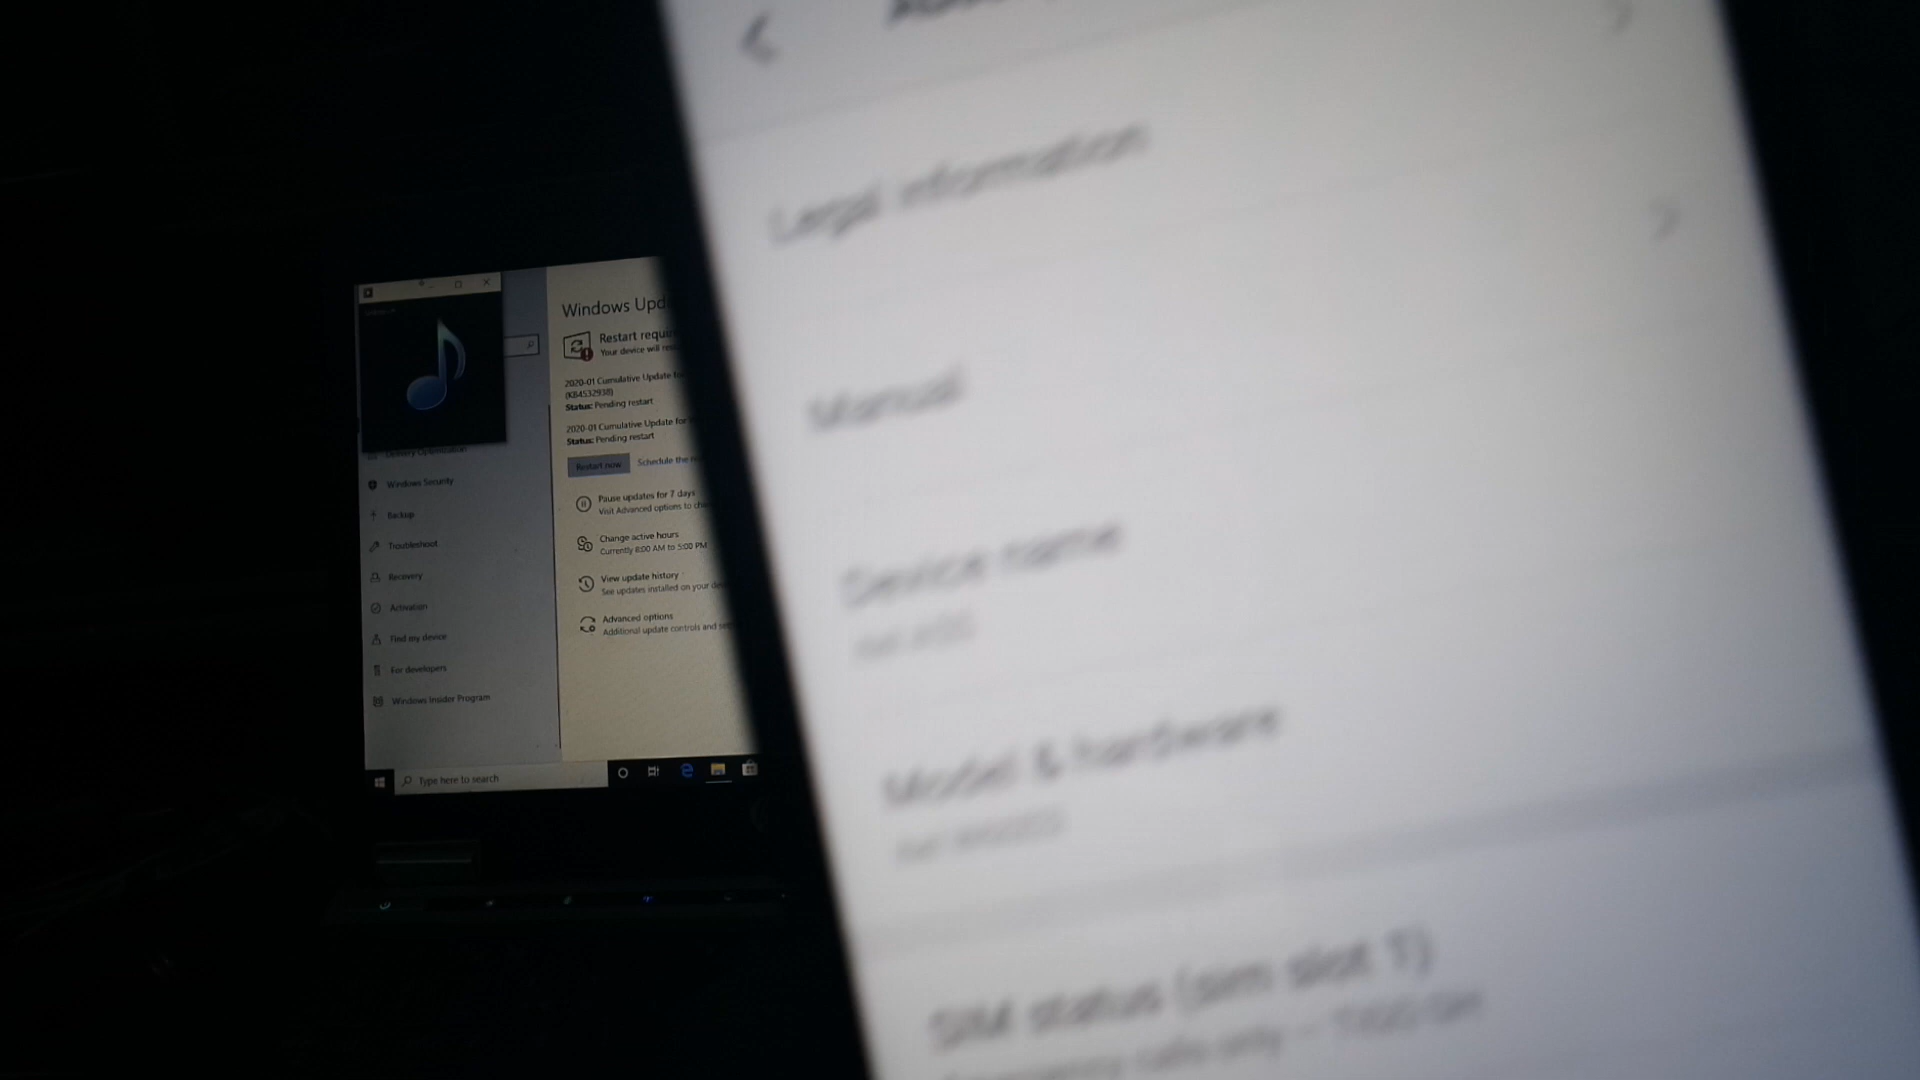 Windows Upd
Restart requi
Your device will
2020-01 Cumulative Update
(KB4532938)
Status: Pending restart
2020-01 Cumulative Update for
Status: Pending restart
Restart now Schedule the
Pause updates for 7 days
Visit Advanced options to
Change active hours
Currently 8:00 AM to 5:00 PM
View update history
See updates installed on your
Advanced options
Additional update controls and
Delivery Optimization
Windows Security
Backup
Troubleshoot
Recovery
Activation
Find my device
For developers
Windows Insider Program
Type here to search
Legal information
Manual
Device name
Model & hardware
SIM status (sim slot 1)